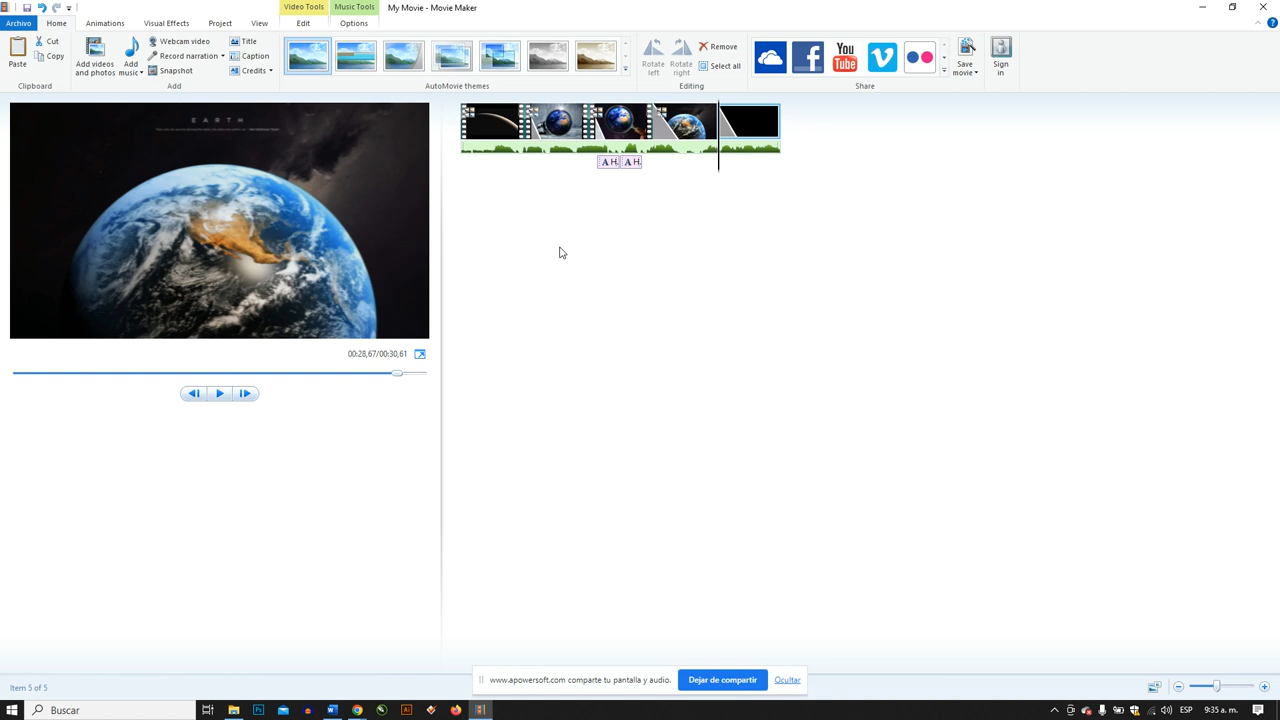 Video Tools
Music Tools
My Movie - Movie Maker
Archivo
Home
Animations
Visual Effects
Project
View
Edit
Options
Paste
Cut
Copy
Clipboard
Add videos
and photos
Add
music
Webcam video
Record narration
Snapshot
Title
Caption
Credits
Add
AutoMovie themes
Rotate
left
Rotate
right
Remove
Select all
Editing
You
Tube
Share
Save
movie
Sign
in
EARTH
00:28,67/00:30,61
A H.
A H.
www.apowersoft.com comparte tu pantalla y audio.
Dejar de compartir
Ocultar
Item 5 of 5
Buscar
ESP
9:35 a. m.